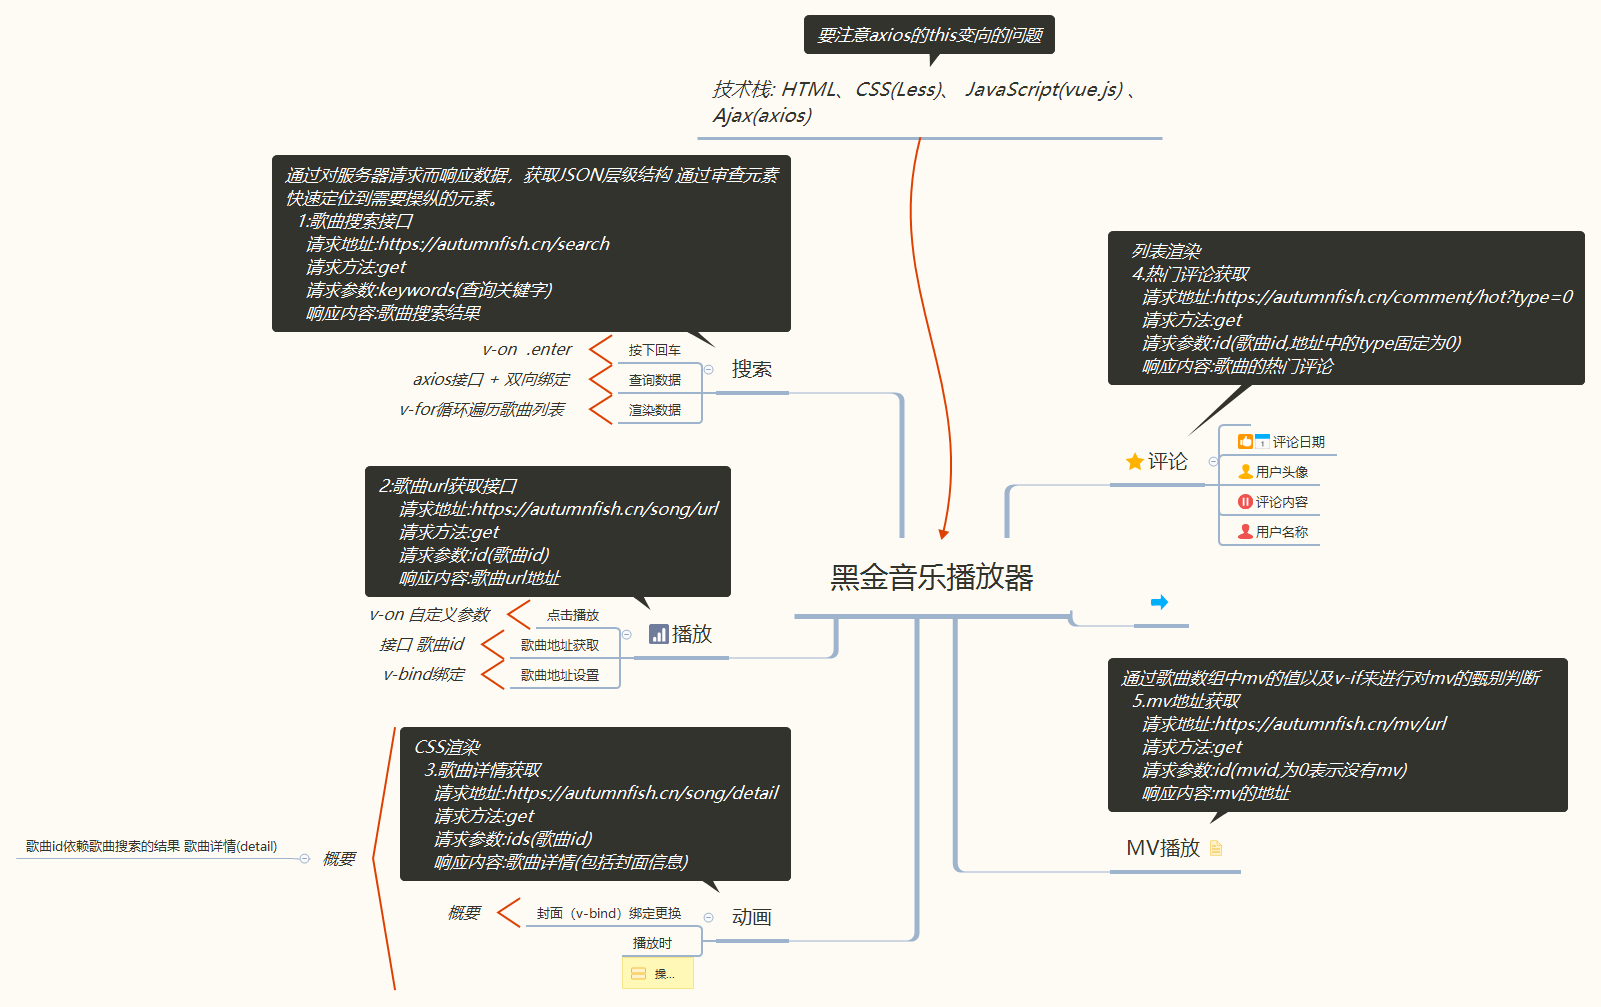 要注意axios的this变向的问题
技术栈: HTML、CSS(Less)、 JavaScript(vue.js) 、
Ajax(axios)
通过对服务器请求而响应数据，获取JSON层级结构 通过审查元素
快速定位到需要操纵的元素。
1:歌曲搜索接口
请求地址:https://autumnfish.cn/search
请求方法:get
请求参数:keywords(查询关键字)
响应内容:歌曲搜索结果
v-on .enter
按下回车
axios接口 + 双向绑定
查询数据
v-for循环遍历歌曲列表
渲染数据
搜索
2:歌曲url获取接口
请求地址:https://autumnfish.cn/song/url
请求方法:get
请求参数:id(歌曲id)
响应内容:歌曲url地址
v-on 自定义参数
点击播放
接口 歌曲id
歌曲地址获取
v-bind绑定
歌曲地址设置
播放
CSS渲染
3.歌曲详情获取
请求地址:https://autumnfish.cn/song/detail
请求方法:get
请求参数:ids(歌曲id)
响应内容:歌曲详情(包括封面信息)
歌曲id依赖歌曲搜索的结果 歌曲详情(detail)
概要
概要
封面（v-bind）绑定更换
播放时
操...
动画
黑金音乐播放器
列表渲染
4.热门评论获取
请求地址:https://autumnfish.cn/comment/hot?type=0
请求方法:get
请求参数:id(歌曲id,地址中的type固定为0)
响应内容:歌曲的热门评论
评论
评论日期
用户头像
评论内容
用户名称
通过歌曲数组中mv的值以及v-if来进行对mv的甄别判断
5.mv地址获取
请求地址:https://autumnfish.cn/mv/url
请求方法:get
请求参数:id(mvid,为0表示没有mv)
响应内容:mv的地址
MV播放